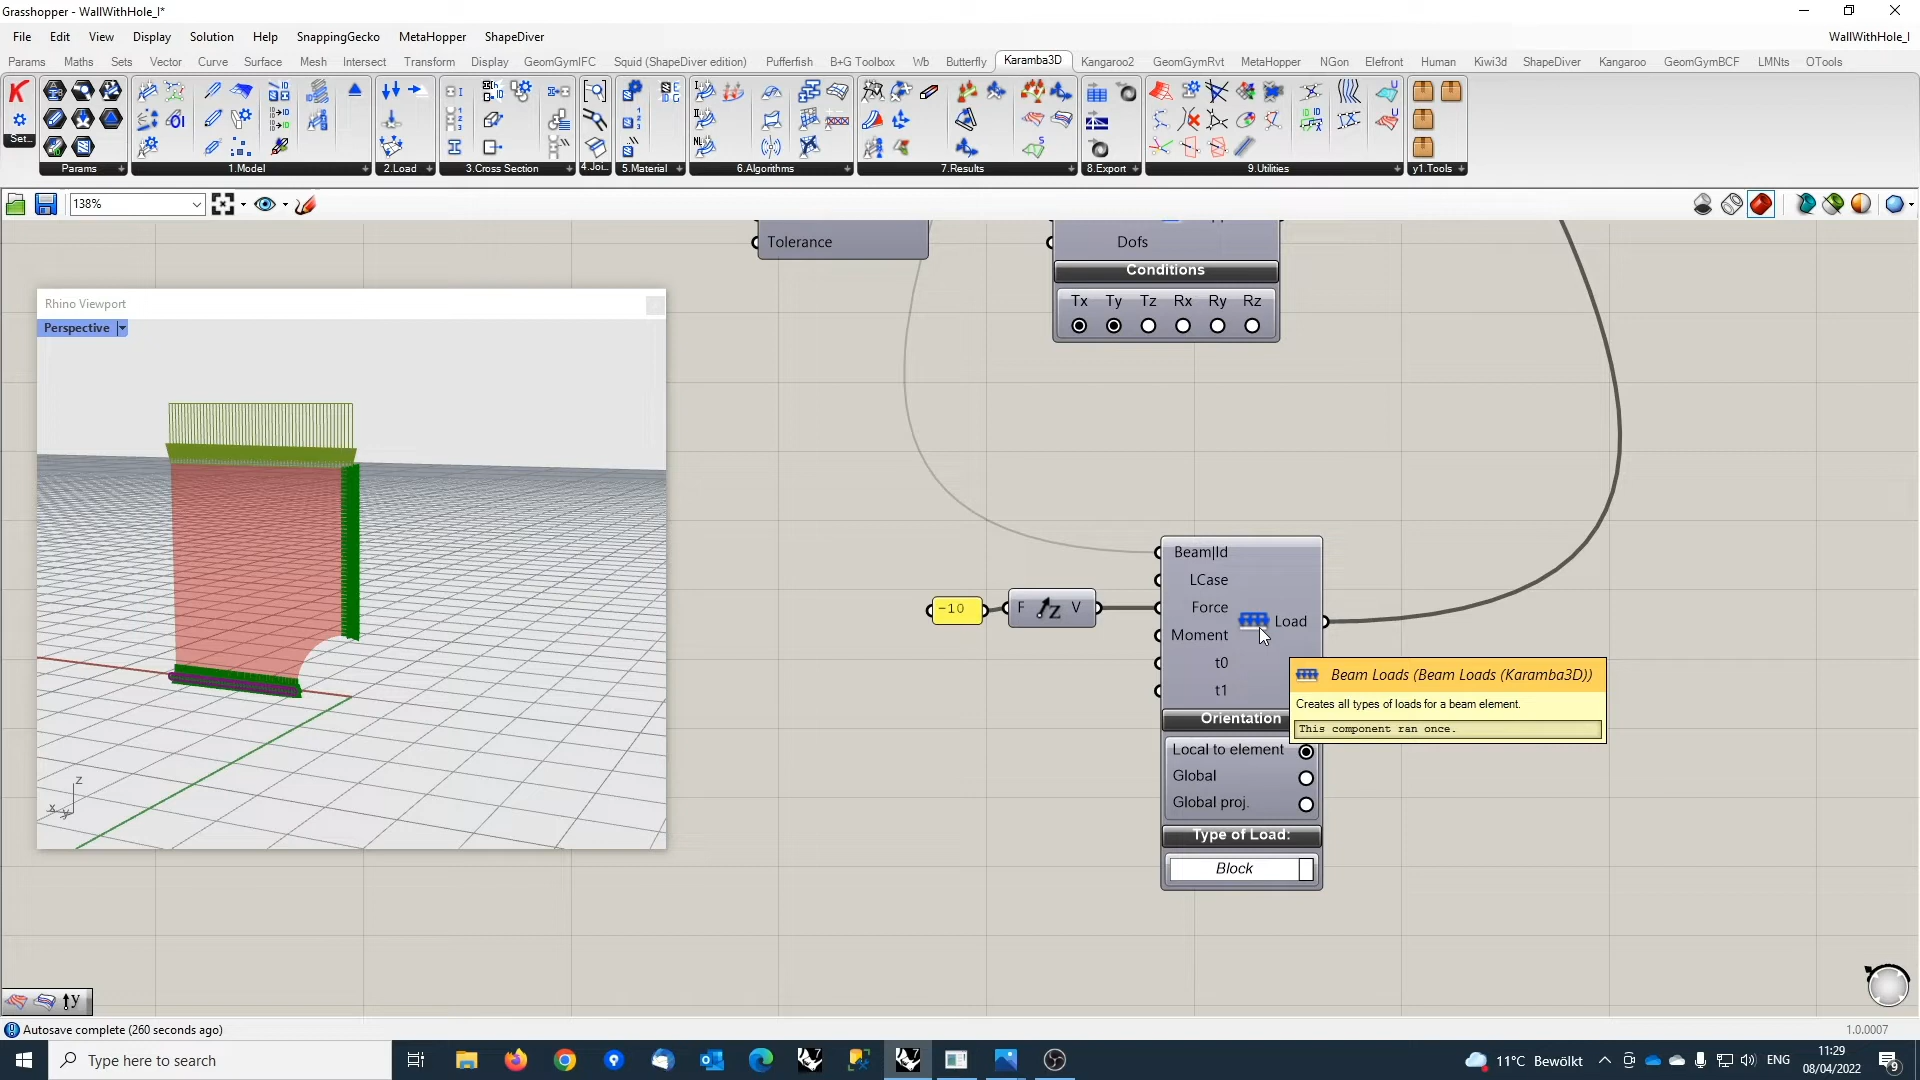 Grasshopper - WallWithHole_I*
File Edit View Display Solution Help SnappingGecko MetaHopper ShapeDiver WallWithHole_I
Params Maths Sets Vector Curve Surface Mesh Intersect Transform Display GeomGymIFC Squid (ShapeDiver edition) Pufferfish B+G Toolbox Wb Butterfly Karamba3D Kangaroo2 GeomGymRvt MetaHopper NGon Elefront Human Kiwi3d ShapeDiver Kangaroo GeomGymBCF LMNts OTools
Set... Params 1.Model 2.Load 3.Cross Section 4.Joi... 5.Material 6.Algorithms 7.Results 8.Export 9.Utilities y1.Tools
138%
Tolerance
Dofs
Conditions
Tx Ty Tz Rx Ry Rz
Rhino Viewport
Perspective
z
x
y
-10
F
Z
V
Beam|Id
LCase
Force
Load
Moment
t0
t1
Orientation
Local to element
Global
Global proj.
Type of Load:
Block
Beam Loads (Beam Loads (Karamba3D))
Creates all types of loads for a beam element.
This component ran once.
y
Autosave complete (260 seconds ago)
1.0.0007
Type here to search
11°C Bewölkt
ENG
11:29
08/04/2022
9